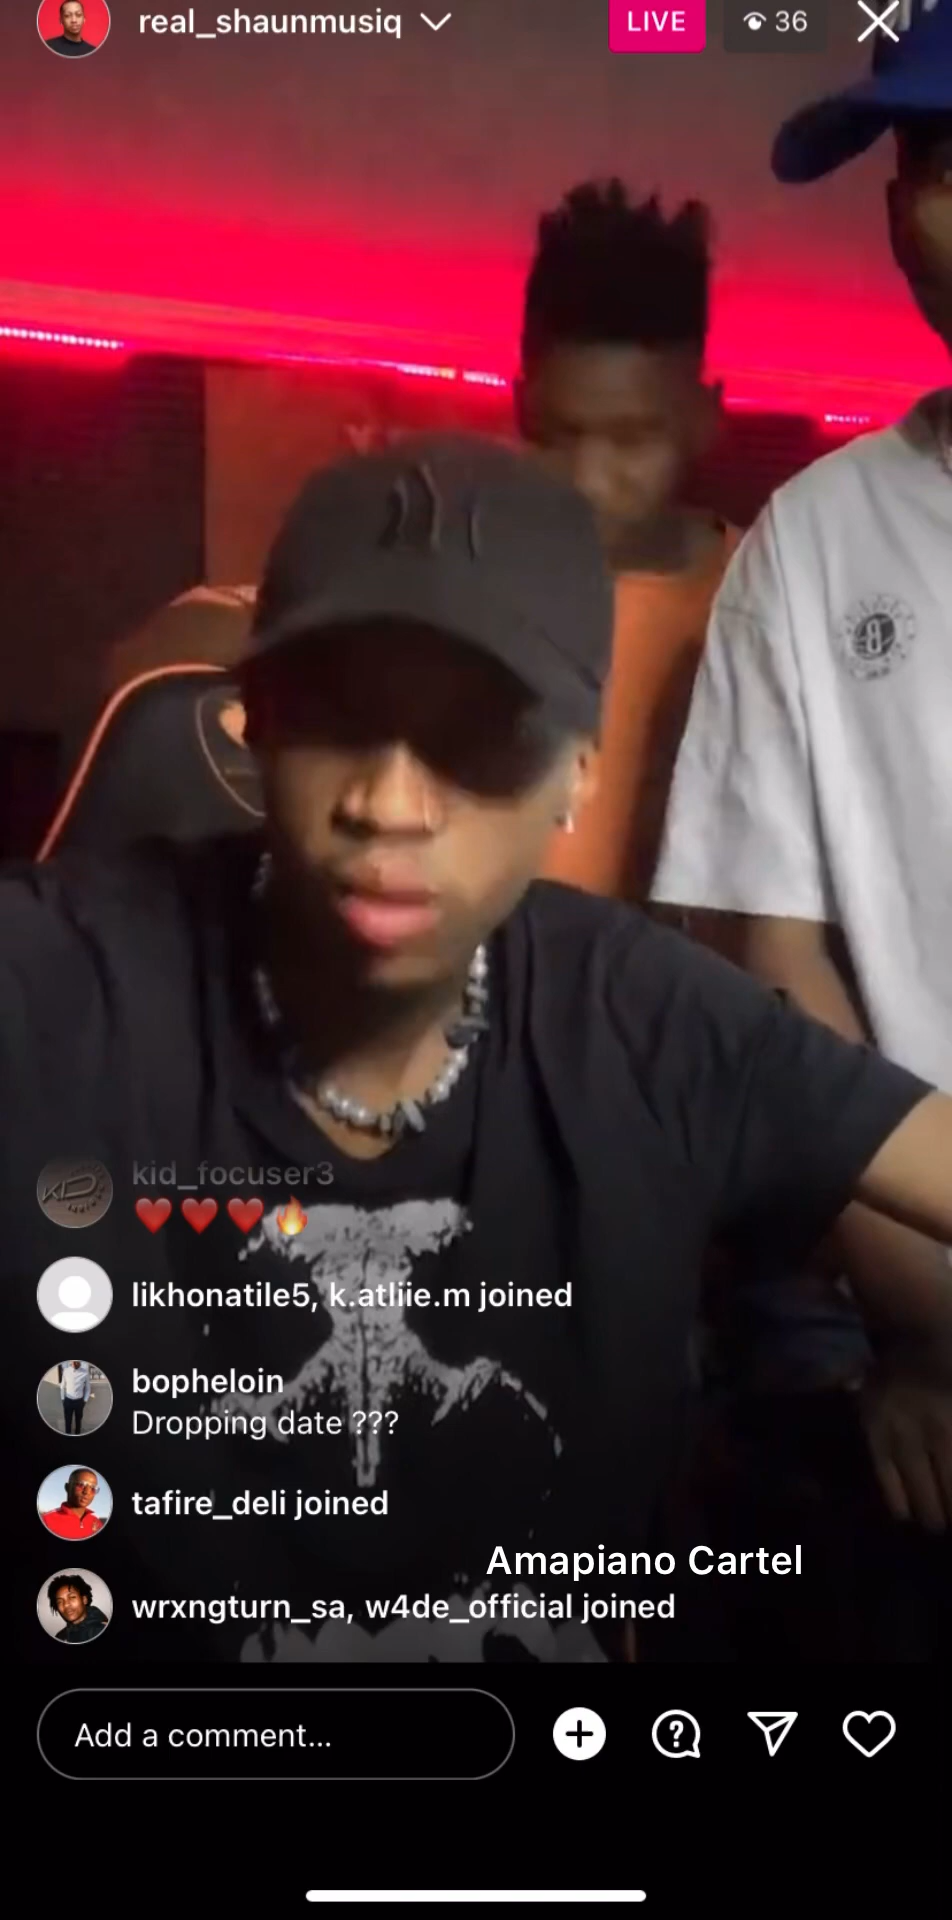 real_shaunmusiq
LIVE
36
kid_focuser3
❤️❤️❤️🔥
likhonatile5, k.atliie.m joined
bopheloin
Dropping date ???
tafire_deli joined
Amapiano Cartel
wrxngturn_sa, w4de_official joined
Add a comment...